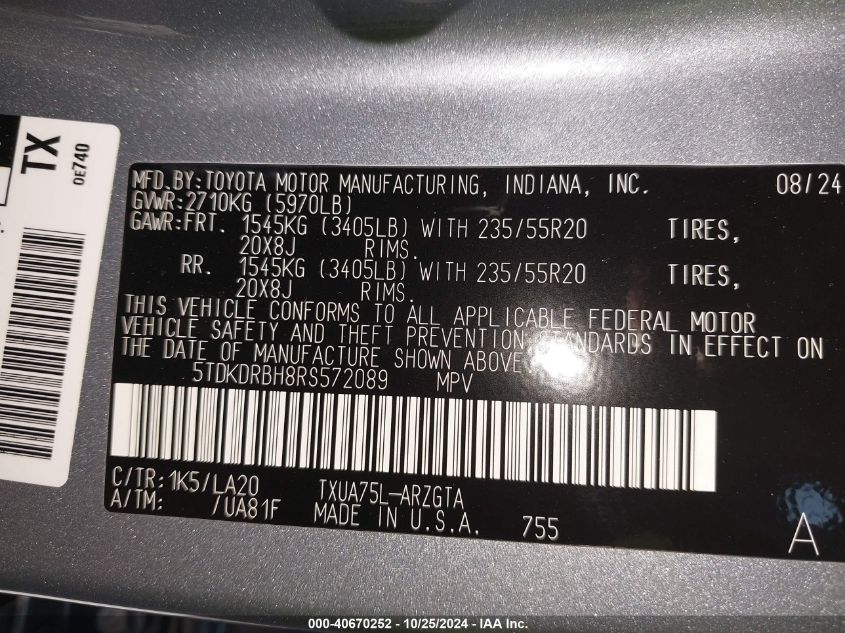 TX
0E740
MFD.BY:TOYOTA MOTOR MANUFACTURING, INDIANA, INC. 08/24
GVWR:2710KG (5970LB)
GAWR:FRT. 1545KG (3405LB) WITH 235/55R20 TIRES,
20X8J RIMS.
RR. 1545KG (3405LB) WITH 235/55R20 TIRES,
20X8J RIMS.
THIS VEHICLE CONFORMS TO ALL APPLICABLE FEDERAL MOTOR
VEHICLE SAFETY AND THEFT PREVENTION STANDARDS IN EFFECT ON
THE DATE OF MANUFACTURE SHOWN ABOVE.
5TDKDRBH8RS572089 MPV
C/TR: 1K5/LA20 TXUA75L-ARZGTA
A/TM: /UA81F MADE IN U.S.A. 755 A
000-40670252 - 10/25/2024 - IAA Inc.